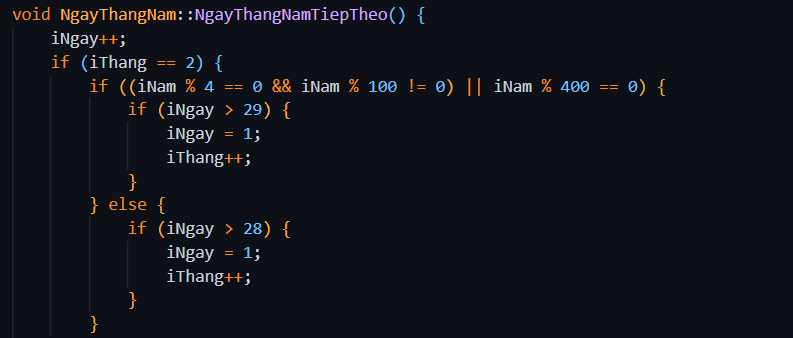 void NgayThangNam::NgayThangNamTiepTheo() {
    iNgay++;
    if (iThang == 2) {
        if ((iNam % 4 == 0 && iNam % 100 != 0) || iNam % 400 == 0) {
            if (iNgay > 29) {
                iNgay = 1;
                iThang++;
            }
        } else {
            if (iNgay > 28) {
                iNgay = 1;
                iThang++;
            }
        }